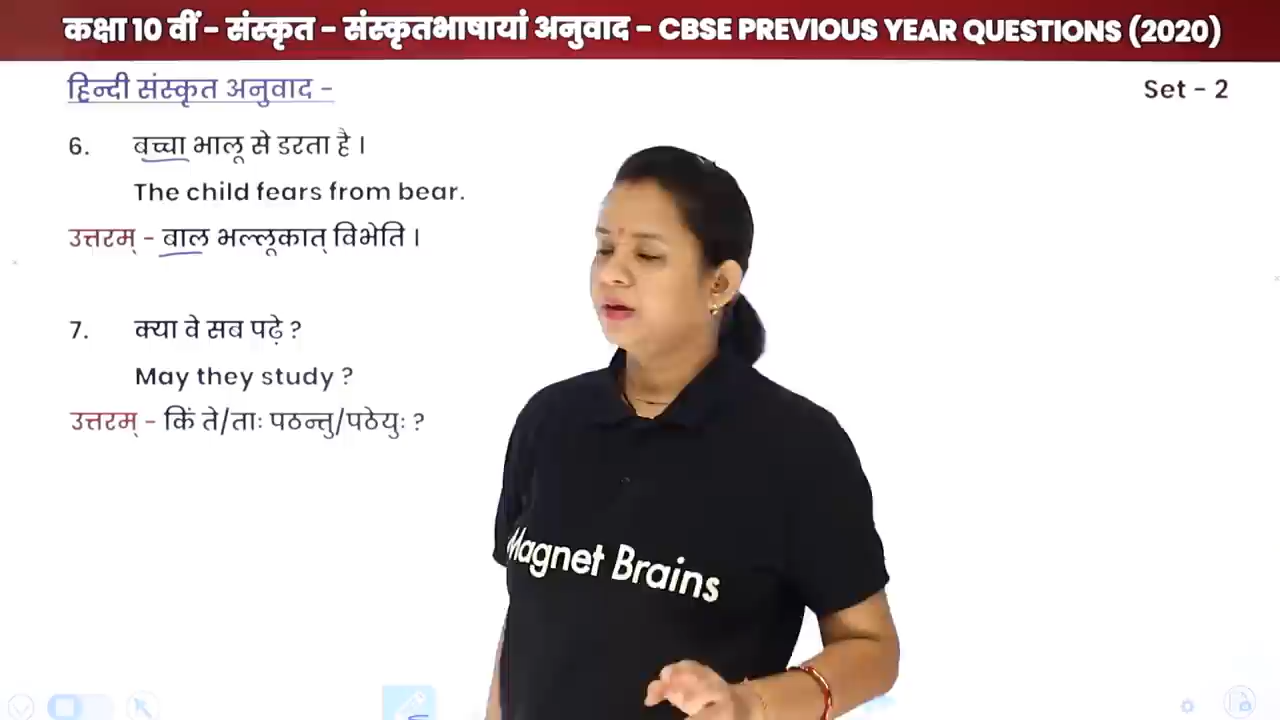 कक्षा 10 वीं - संस्कृत - संस्कृतभाषायां अनुवाद - CBSE PREVIOUS YEAR QUESTIONS (2020)
हिन्दी संस्कृत अनुवाद -
Set - 2
6. बच्चा भालू से डरता है ।
The child fears from bear.
उत्तरम् - बाल भल्लूकात् विभेति ।
7. क्या वे सब पढ़े ?
May they study ?
उत्तरम् - किं ते/ताः पठन्तु/पठेयुः ?
Magnet Brains